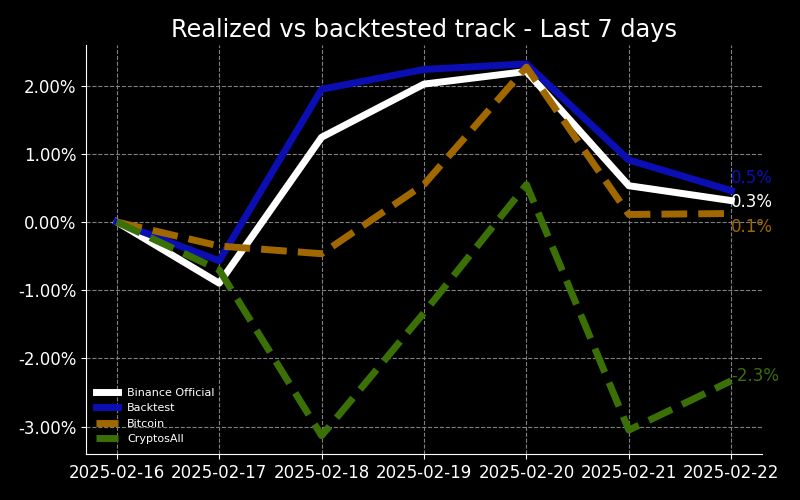 Realized vs backtested track - Last 7 days
2.00%
1.00%
0.00%
-1.00%
-2.00%
-3.00%
0.5%
0.3%
0.1%
-2.3%
Binance Official
Backtest
Bitcoin
CryptosAll
2025-02-16 2025-02-17 2025-02-18 2025-02-19 2025-02-20 2025-02-21 2025-02-22